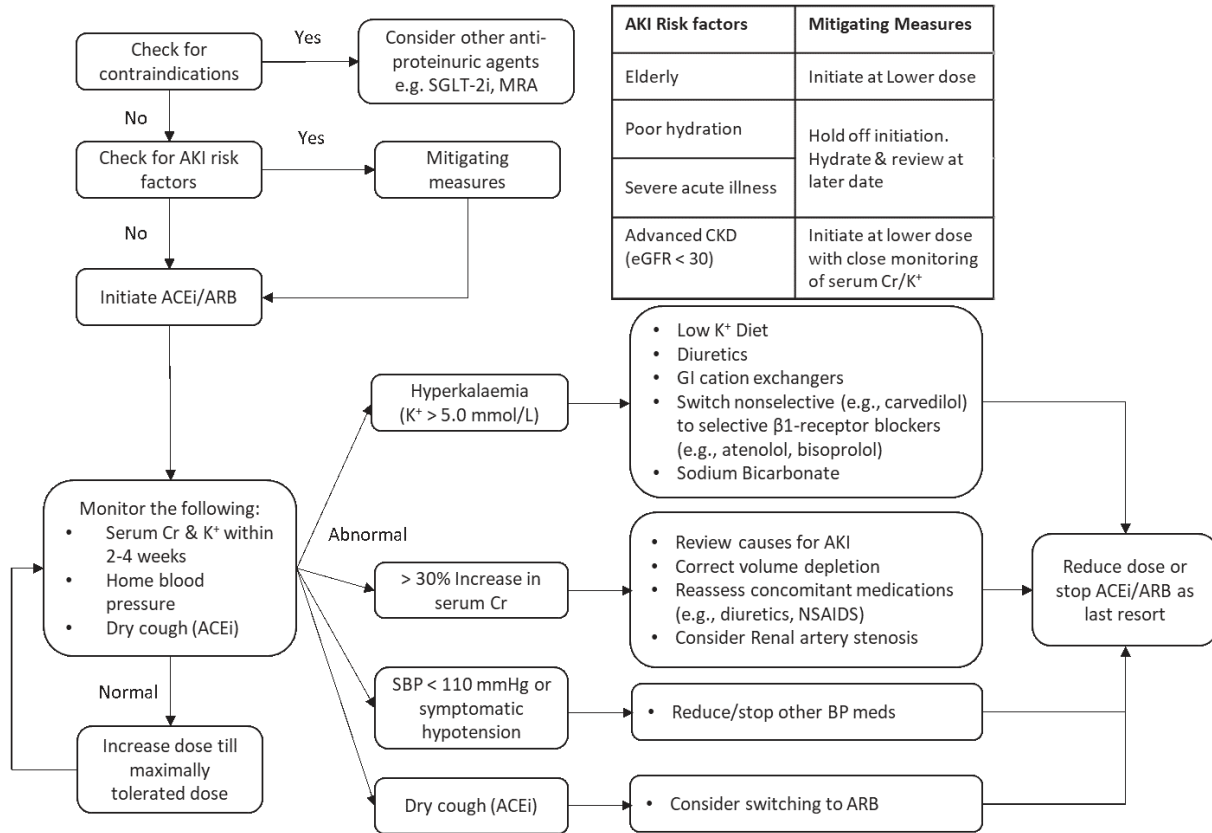 Check for
contraindications
Yes
Consider other anti-
proteinuric agents
e.g. SGLT-2i, MRA
No
Check for AKI risk
factors
Yes
Mitigating
measures
No
Initiate ACEi/ARB
AKI Risk factors
Mitigating Measures
Elderly
Initiate at Lower dose
Poor hydration
Hold off initiation.
Hydrate & review at
later date
Severe acute illness
Advanced CKD
(eGFR < 30)
Initiate at lower dose
with close monitoring
of serum Cr/K⁺
Monitor the following:
• Serum Cr & K⁺ within
2-4 weeks
• Home blood
pressure
• Dry cough (ACEi)
Normal
Increase dose till
maximally
tolerated dose
Abnormal
Hyperkalaemia
(K⁺ > 5.0 mmol/L)
• Low K⁺ Diet
• Diuretics
• GI cation exchangers
• Switch nonselective (e.g., carvedilol)
to selective β1-receptor blockers
(e.g., atenolol, bisoprolol)
• Sodium Bicarbonate
> 30% Increase in
serum Cr
• Review causes for AKI
• Correct volume depletion
• Reassess concomitant medications
(e.g., diuretics, NSAIDS)
• Consider Renal artery stenosis
SBP < 110 mmHg or
symptomatic
hypotension
• Reduce/stop other BP meds
Dry cough (ACEi)
• Consider switching to ARB
Reduce dose or
stop ACEi/ARB as
last resort